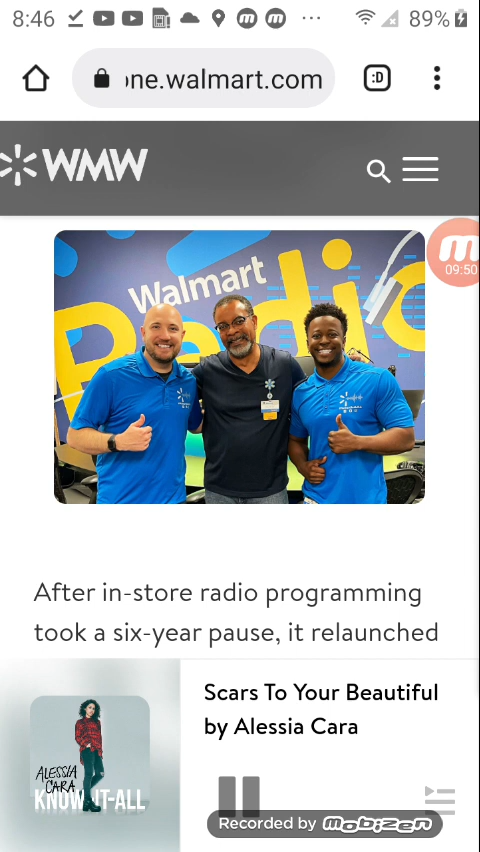 8:46
89%
:D
one.walmart.com
WMW
09:50
Walmart
Radio
After in-store radio programming
took a six-year pause, it relaunched
Scars To Your Beautiful
by Alessia Cara
ALESSIA
CARA
KNOW-IT-ALL
Recorded by mobizen